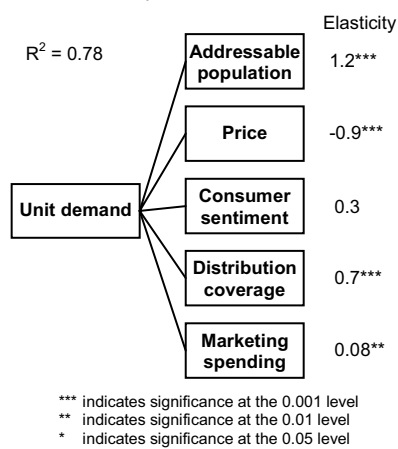 Elasticity
R² = 0.78
Addressable
population
1.2***
Price
-0.9***
Unit demand
Consumer
sentiment
0.3
Distribution
coverage
0.7***
Marketing
spending
0.08**
*** indicates significance at the 0.001 level
** indicates significance at the 0.01 level
* indicates significance at the 0.05 level